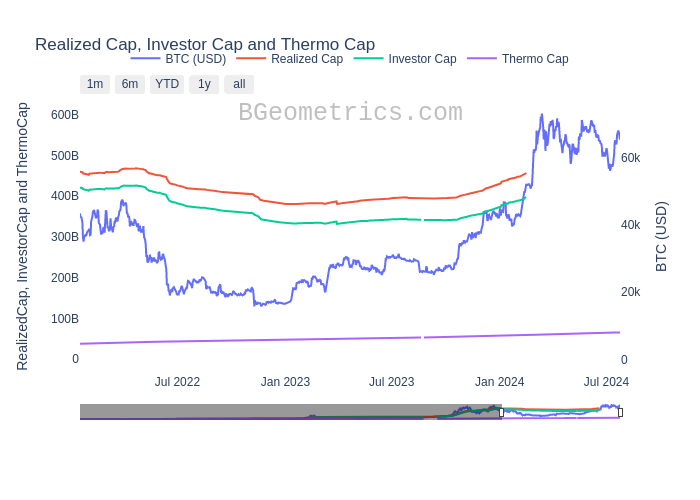 Realized Cap, Investor Cap and Thermo Cap
BTC (USD) Realized Cap Investor Cap Thermo Cap
1m 6m YTD 1y all
BGeometrics.com
RealizedCap, InvestorCap and ThermoCap
600B
500B
400B
300B
200B
100B
0
60k
40k
20k
0
BTC (USD)
Jul 2022 Jan 2023 Jul 2023 Jan 2024 Jul 2024